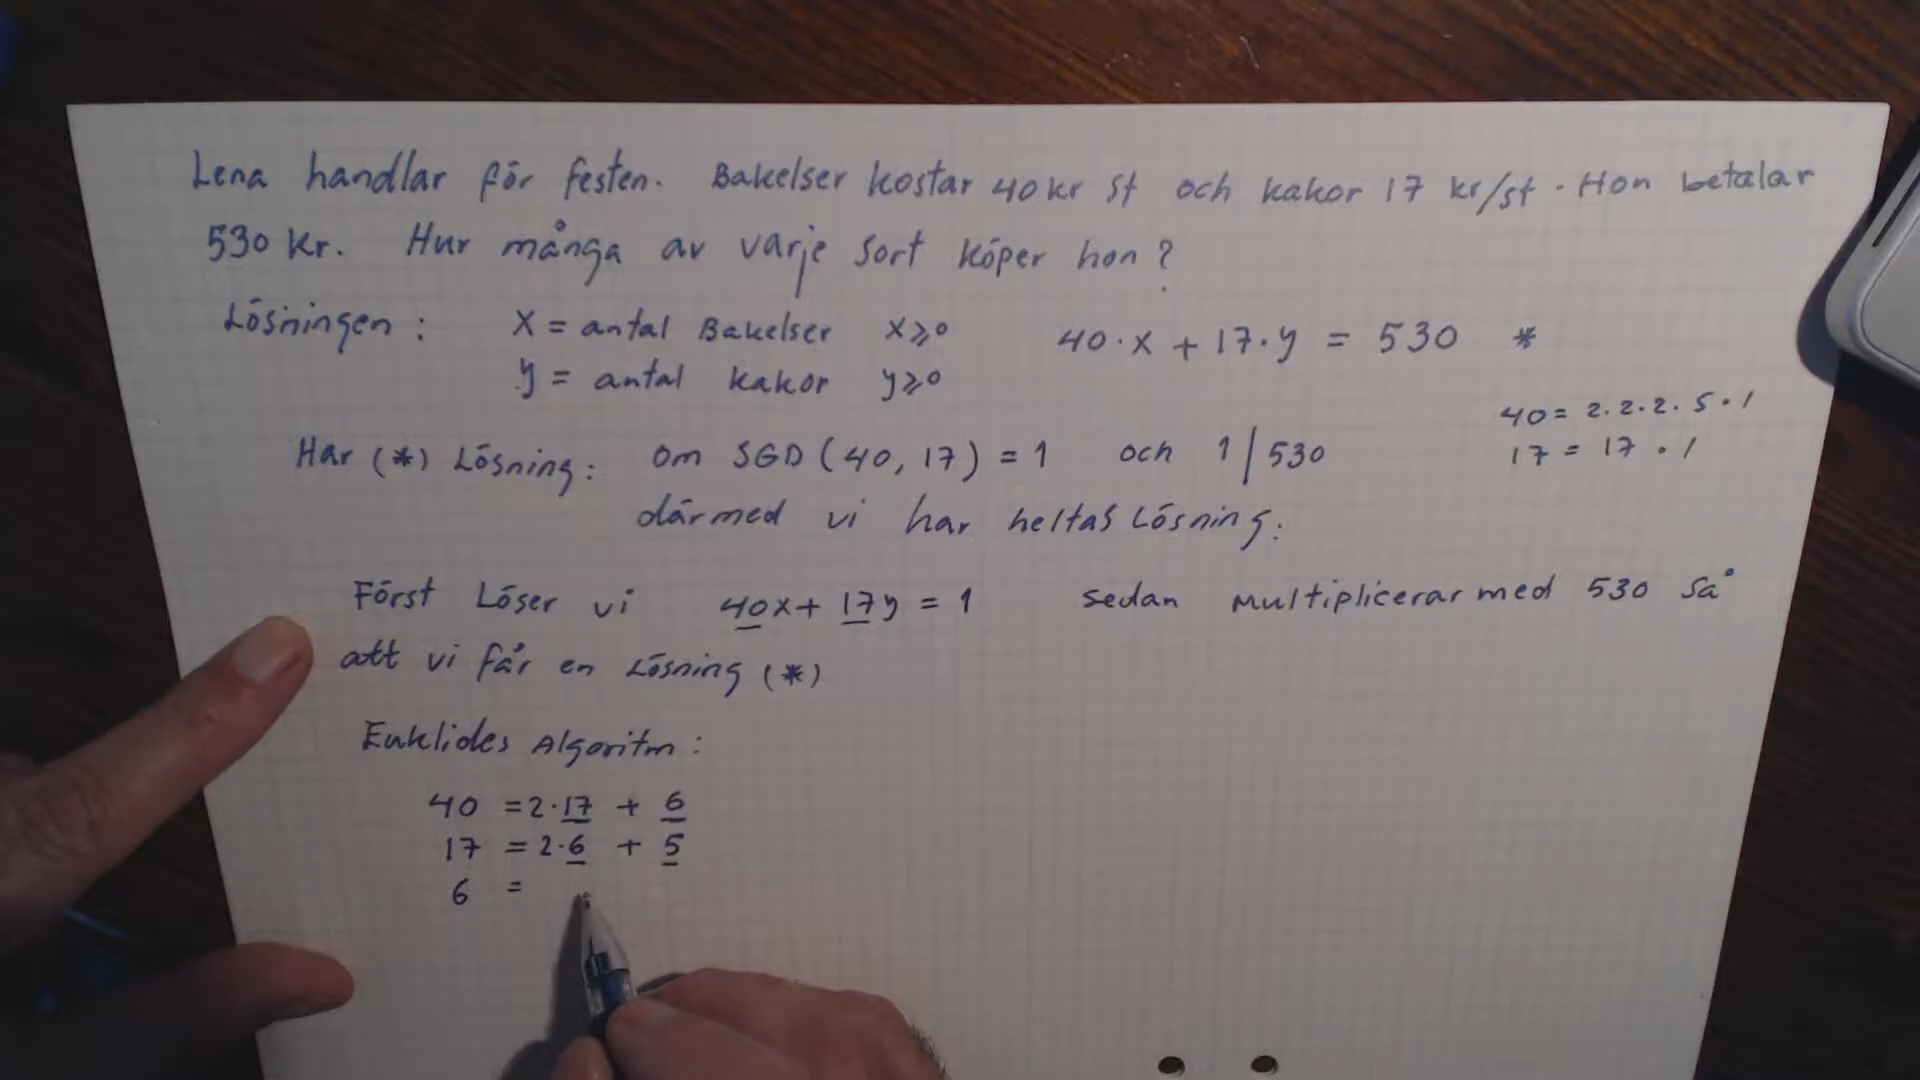 Lena handlar för festen. Bakelser kostar 40 kr st och kakor 17 kr/st. Hon betalar
530 kr. Hur många av varje sort köper hon?
Lösningen: x = antal Bakelser x⩾0 40·x + 17·y = 530 *
y = antal kakor y⩾0
40 = 2·2·2·5·1
Har (*) Lösning: om SGD(40, 17) = 1 och 1/530
17 = 17·1
därmed vi har heltas Lösning:
Först Löser vi 40x + 17y = 1 sedan multiplicerar med 530 så
att vi får en Lösning (*)
Euklides Algoritm:
40 = 2·17 + 6
17 = 2·6 + 5
6 =